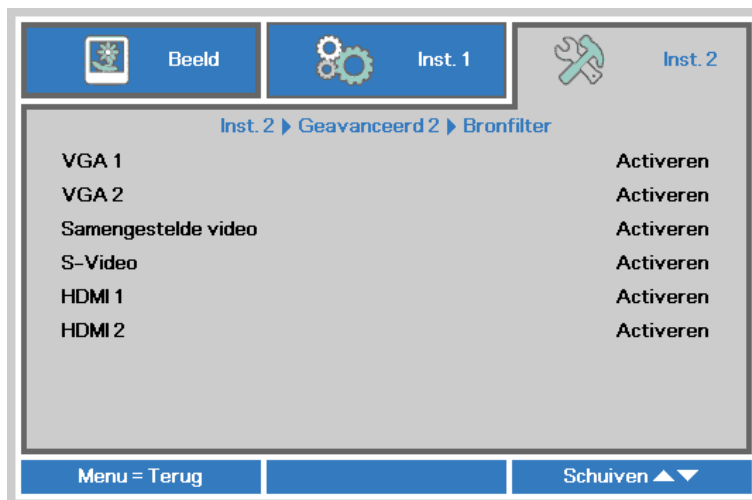 Beeld
Inst. 1
Inst. 2
Inst. 2 ▶ Geavanceerd 2 ▶ Bronfilter
VGA 1 Activeren
VGA 2 Activeren
Samengestelde video Activeren
S-Video Activeren
HDMI 1 Activeren
HDMI 2 Activeren
Menu = Terug
Schuiven ▲▼